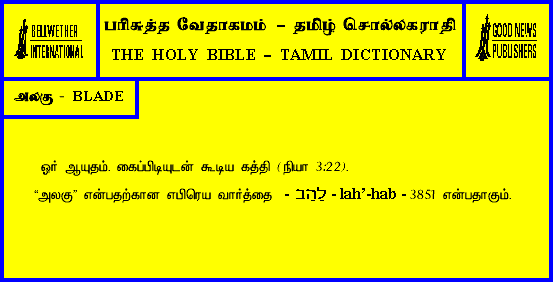 BELLWETHER
INTERNATIONAL
பரிசுத்த வேதாகமம் – தமிழ் சொல்லகராதி
THE HOLY BIBLE – TAMIL DICTIONARY
GOOD NEWS
PUBLISHERS
அலகு - BLADE
ஓர் ஆயுதம். கைப்பிடியுடன் கூடிய கத்தி (நியா 3:22).
“அலகு” என்பதற்கான எபிரெய வார்த்தை - לַהַב - lah’-hab - 3851 என்பதாகும்.